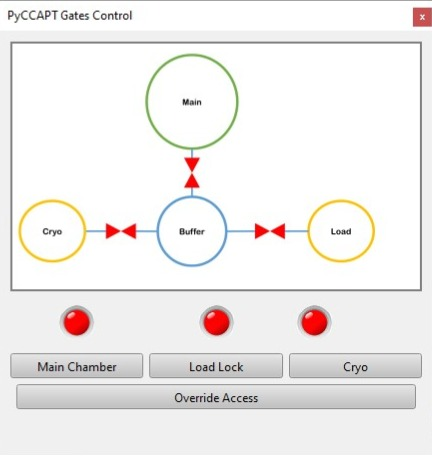 PyCCAPT Gates Control
x
Main
Cryo
Buffer
Load
Main Chamber
Load Lock
Cryo
Override Access